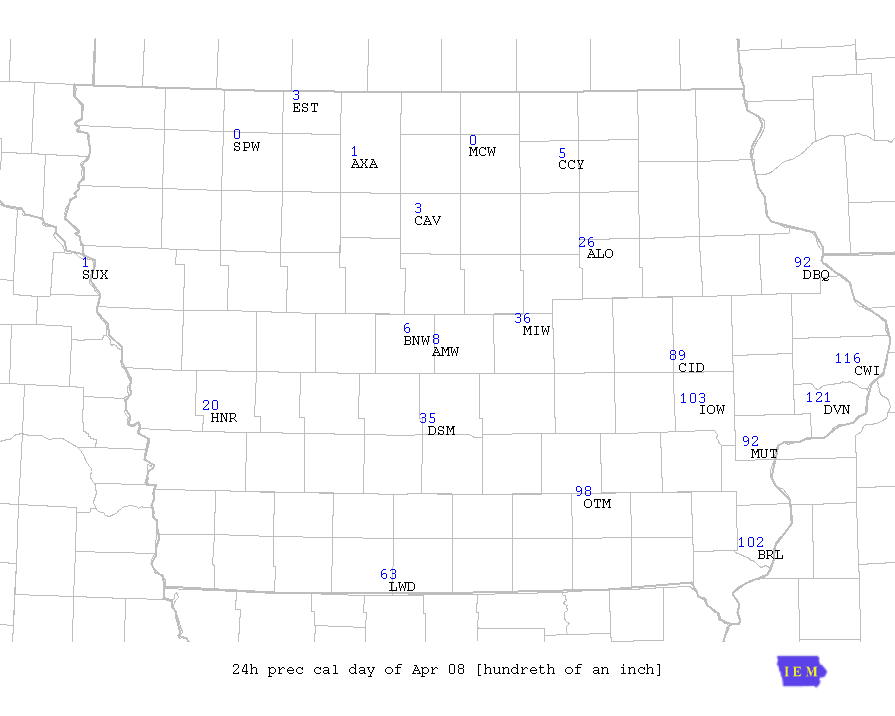 3
EST
0
SPW
1
AXA
0
MCW
5
CCY
3
CAV
26
ALO
1
SUX
92
DBQ
36
MIW
6
BNW
8
AMW
89
CID
116
CWI
20
HNR
103
IOW
121
DVN
35
DSM
92
MUT
98
OTM
102
BRL
63
LWD
24h prec cal day of Apr 08 [hundreth of an inch]
IEM